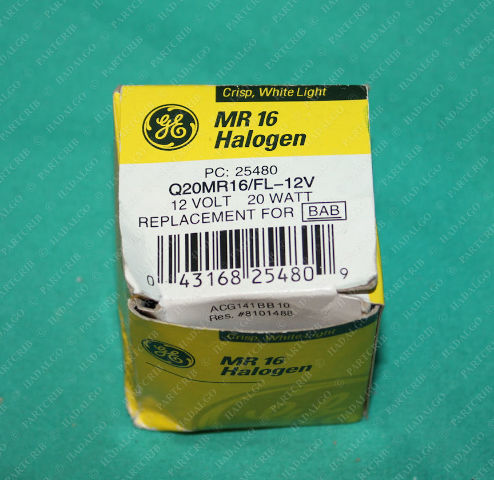 Crisp, White Light
GE
MR 16
Halogen
PC: 25480
Q20MR16/FL-12V
12 VOLT 20 WATT
REPLACEMENT FOR BAB
0 43168 25480 9
ACG141BB10
Res. #8101488
Crisp, White Light
GE
MR 16
Halogen